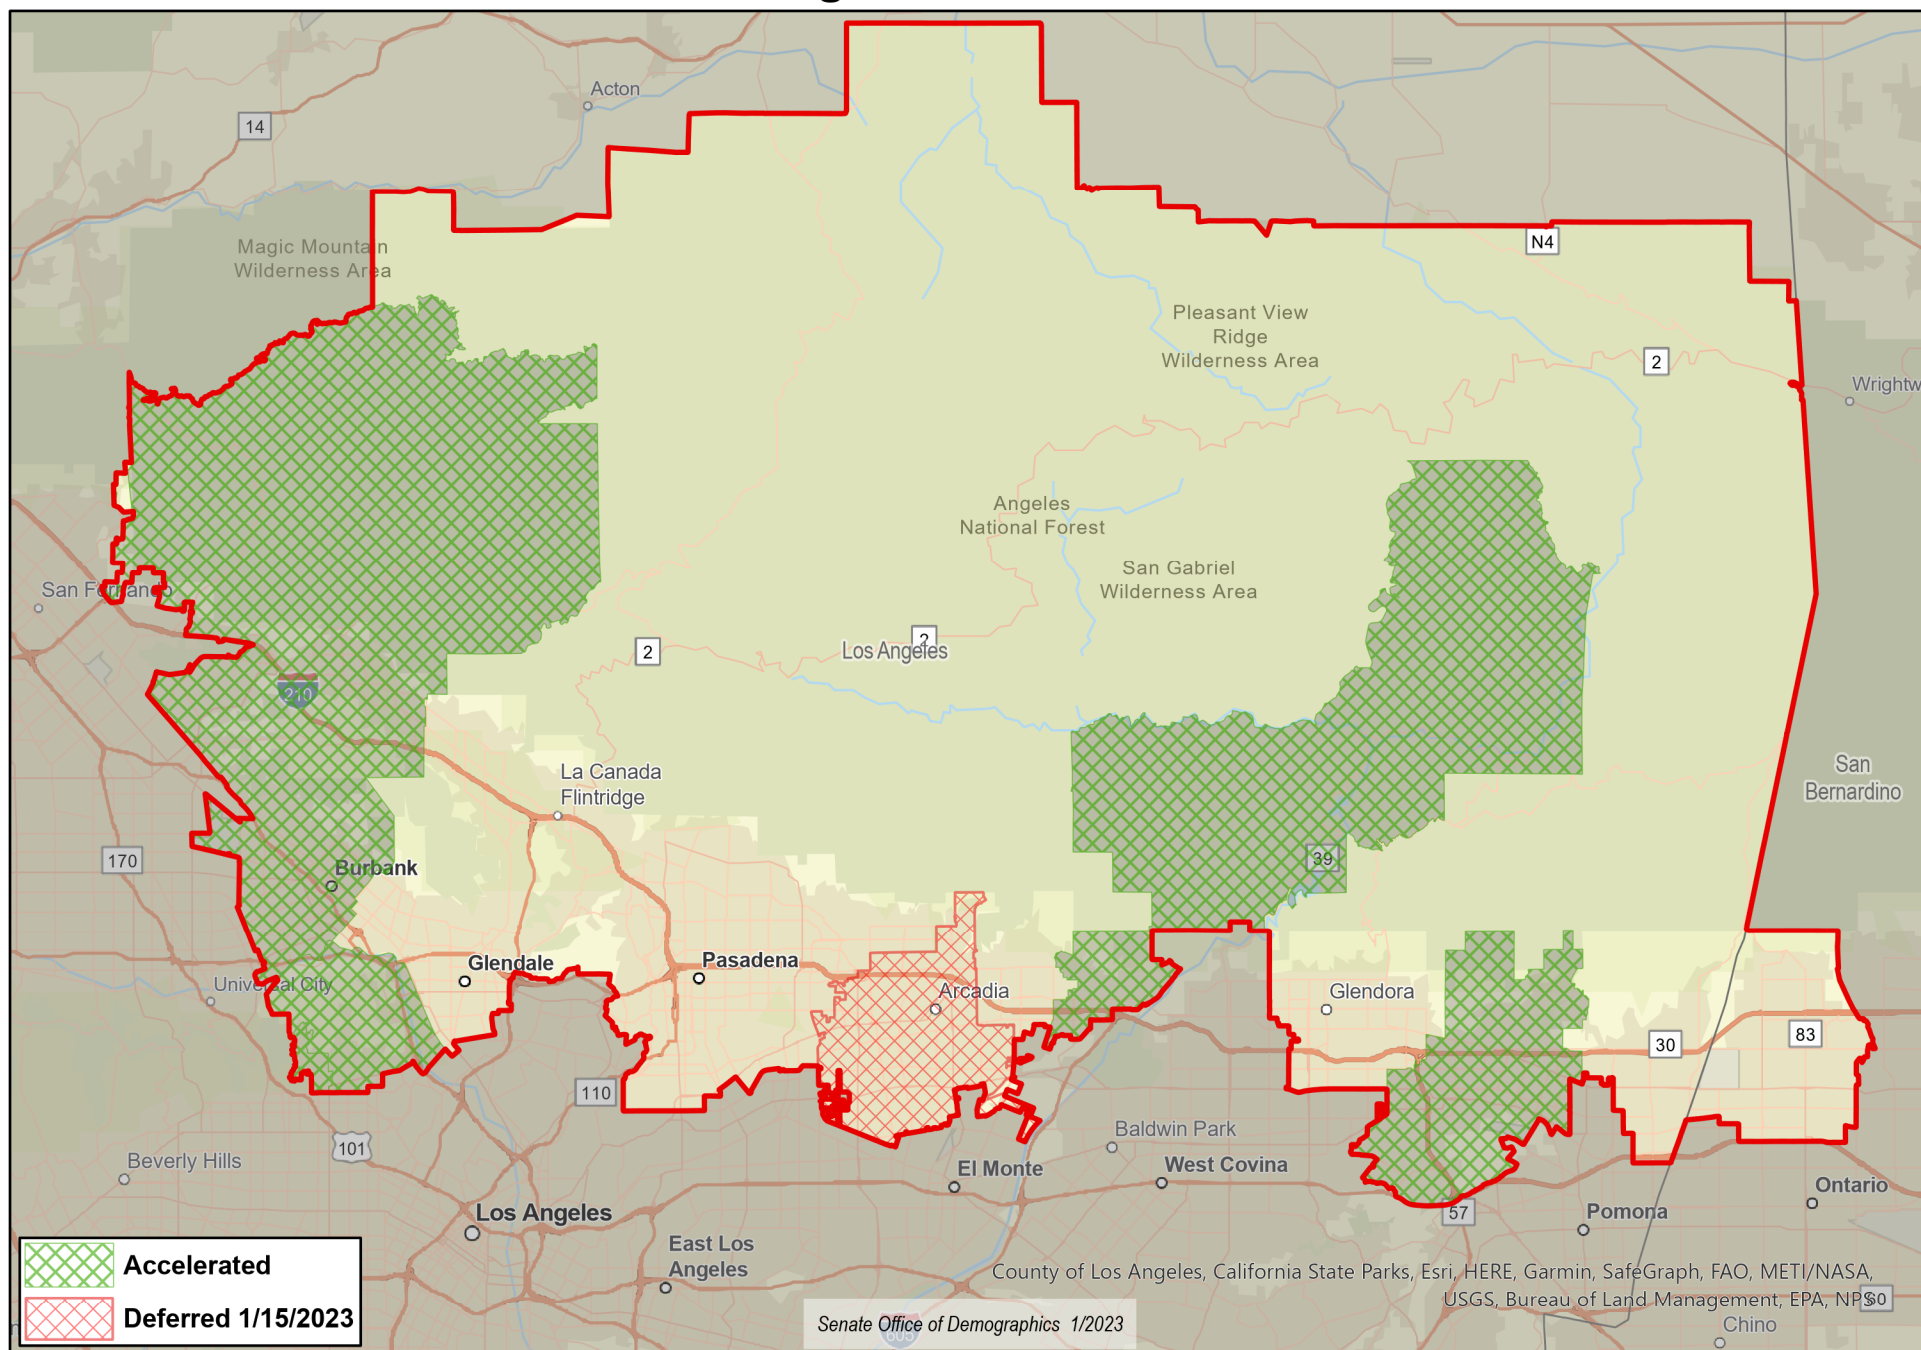 Acton
14
Magic Mountain
Wilderness Area
N4
Pleasant View
Ridge
Wilderness Area
2
Wrightw
Angeles
National Forest
San Gabriel
Wilderness Area
San Fernando
2
2
Los Angeles
210
La Canada
Flintridge
San
Bernardino
170
Burbank
39
Universal City
Glendale
Pasadena
Arcadia
Glendora
30
83
110
101
Beverly Hills
Baldwin Park
El Monte
West Covina
Los Angeles
57
Pomona
Ontario
East Los
Angeles
Accelerated
Deferred 1/15/2023
County of Los Angeles, California State Parks, Esri, HERE, Garmin, SafeGraph, FAO, METI/NASA,
USGS, Bureau of Land Management, EPA, NPS
60
Senate Office of Demographics 1/2023
605
Chino